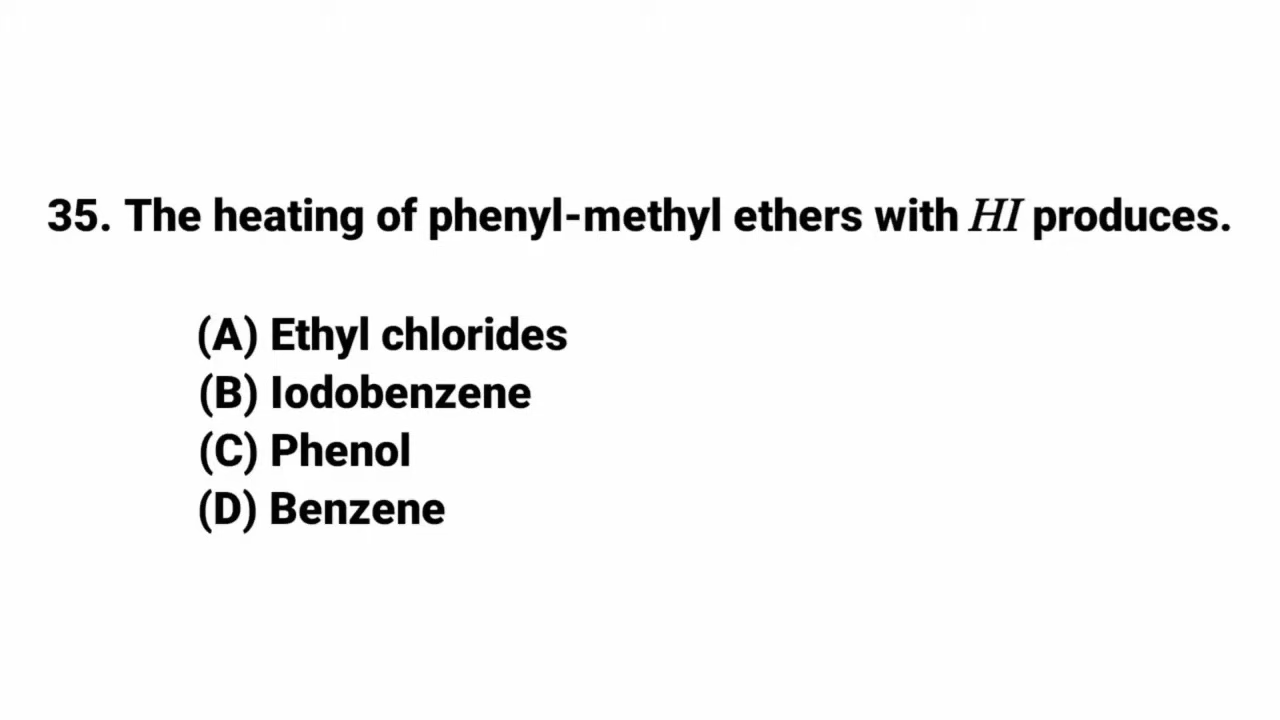 35. The heating of phenyl-methyl ethers with HI produces.
(A) Ethyl chlorides
(B) Iodobenzene
(C) Phenol
(D) Benzene